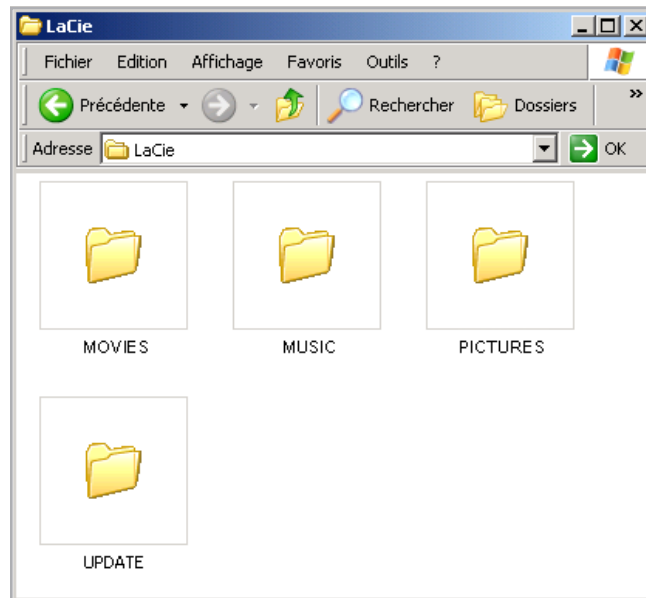 LaCie
Fichier Edition Affichage Favoris Outils ?
Précédente Rechercher Dossiers »
Adresse LaCie OK
MOVIES MUSIC PICTURES
UPDATE